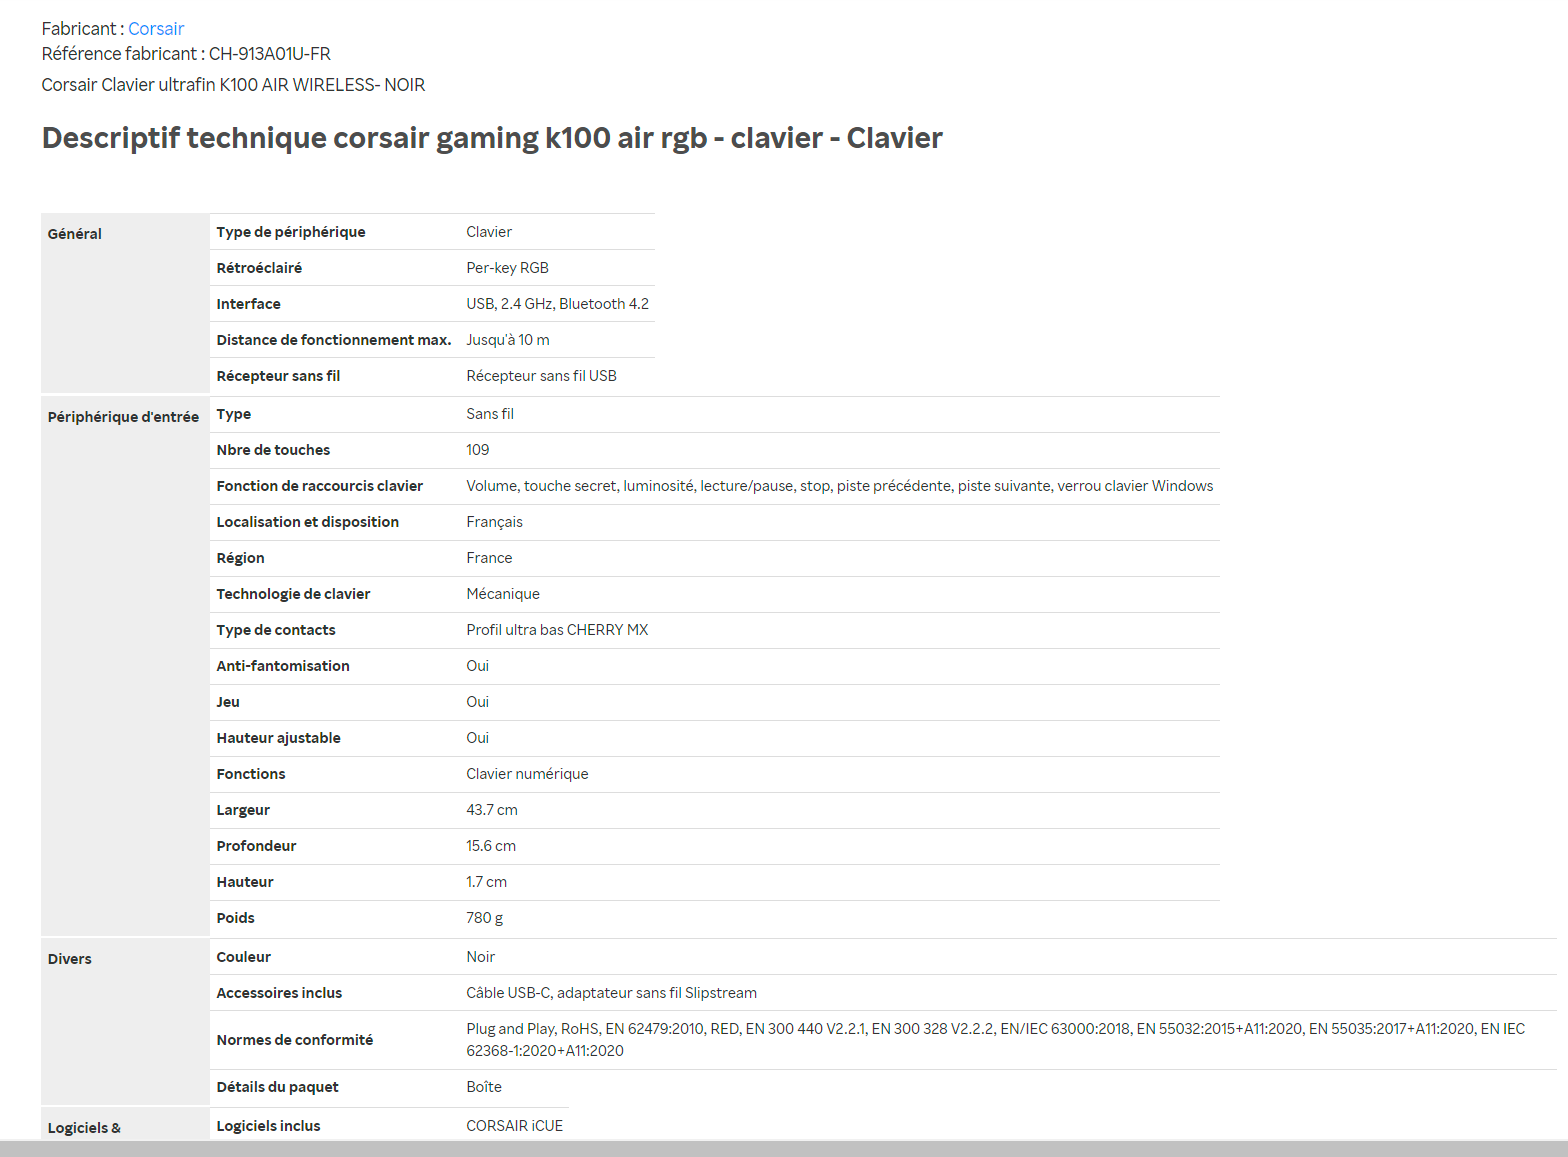 Fabricant : Corsair
Référence fabricant : CH-913A01U-FR
Corsair Clavier ultrafin K100 AIR WIRELESS- NOIR
Descriptif technique corsair gaming k100 air rgb - clavier - Clavier
Général
Type de périphérique Clavier
Rétroéclairé Per-key RGB
Interface USB, 2.4 GHz, Bluetooth 4.2
Distance de fonctionnement max. Jusqu'à 10 m
Récepteur sans fil Récepteur sans fil USB
Périphérique d'entrée
Type Sans fil
Nbre de touches 109
Fonction de raccourcis clavier Volume, touche secret, luminosité, lecture/pause, stop, piste précédente, piste suivante, verrou clavier Windows
Localisation et disposition Français
Région France
Technologie de clavier Mécanique
Type de contacts Profil ultra bas CHERRY MX
Anti-fantomisation Oui
Jeu Oui
Hauteur ajustable Oui
Fonctions Clavier numérique
Largeur 43.7 cm
Profondeur 15.6 cm
Hauteur 1.7 cm
Poids 780 g
Divers
Couleur Noir
Accessoires inclus Câble USB-C, adaptateur sans fil Slipstream
Normes de conformité Plug and Play, RoHS, EN 62479:2010, RED, EN 300 440 V2.2.1, EN 300 328 V2.2.2, EN/IEC 63000:2018, EN 55032:2015+A11:2020, EN 55035:2017+A11:2020, EN IEC
62368-1:2020+A11:2020
Détails du paquet Boîte
Logiciels &
Logiciels inclus CORSAIR iCUE